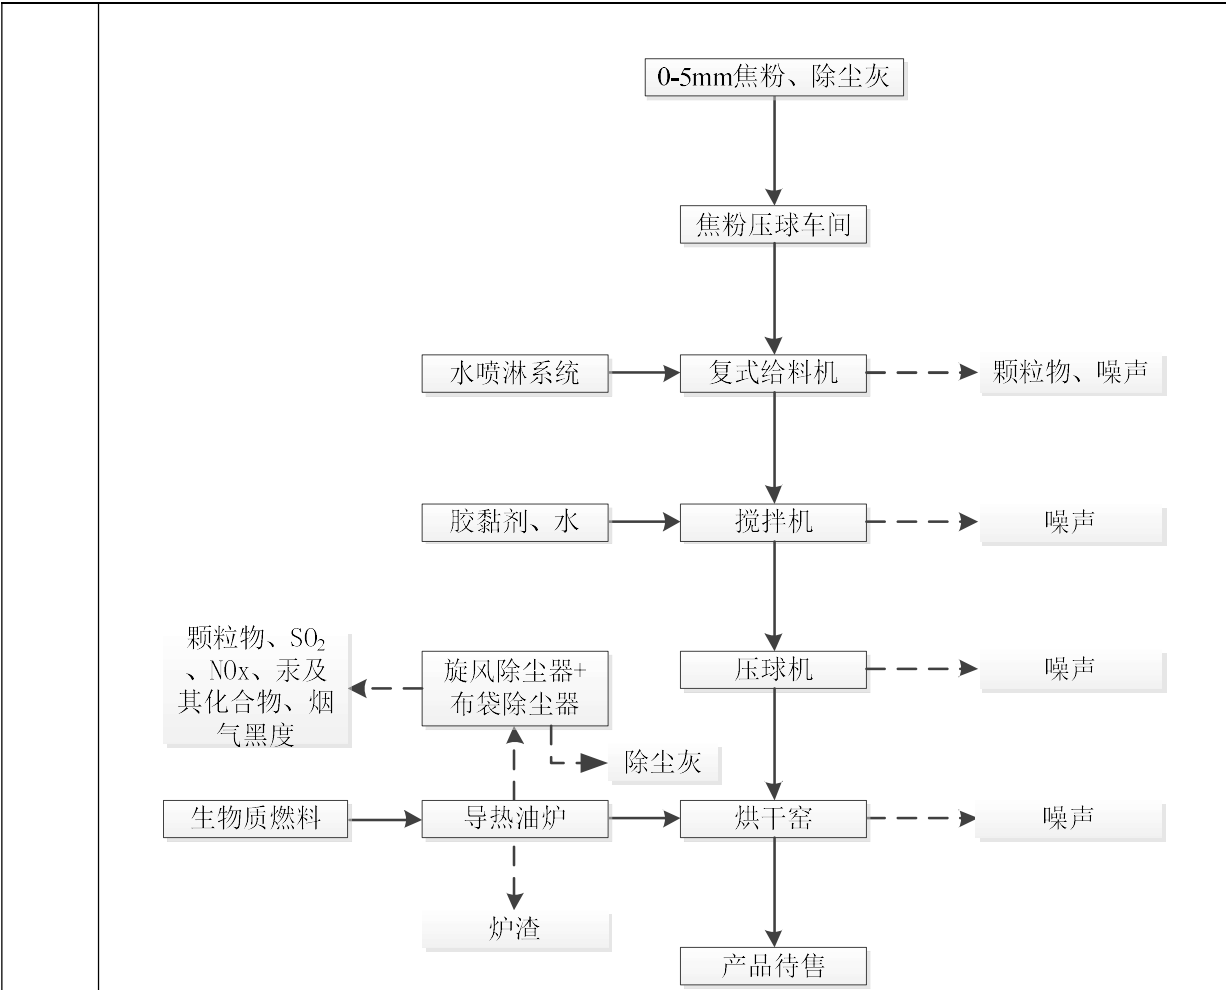 0-5mm焦粉、除尘灰
焦粉压球车间
水喷淋系统
复式给料机
颗粒物、噪声
胶黏剂、水
搅拌机
噪声
颗粒物、SO₂
、NOx、汞及
其化合物、烟
气黑度
旋风除尘器+
布袋除尘器
压球机
噪声
除尘灰
生物质燃料
导热油炉
烘干窑
噪声
炉渣
产品待售